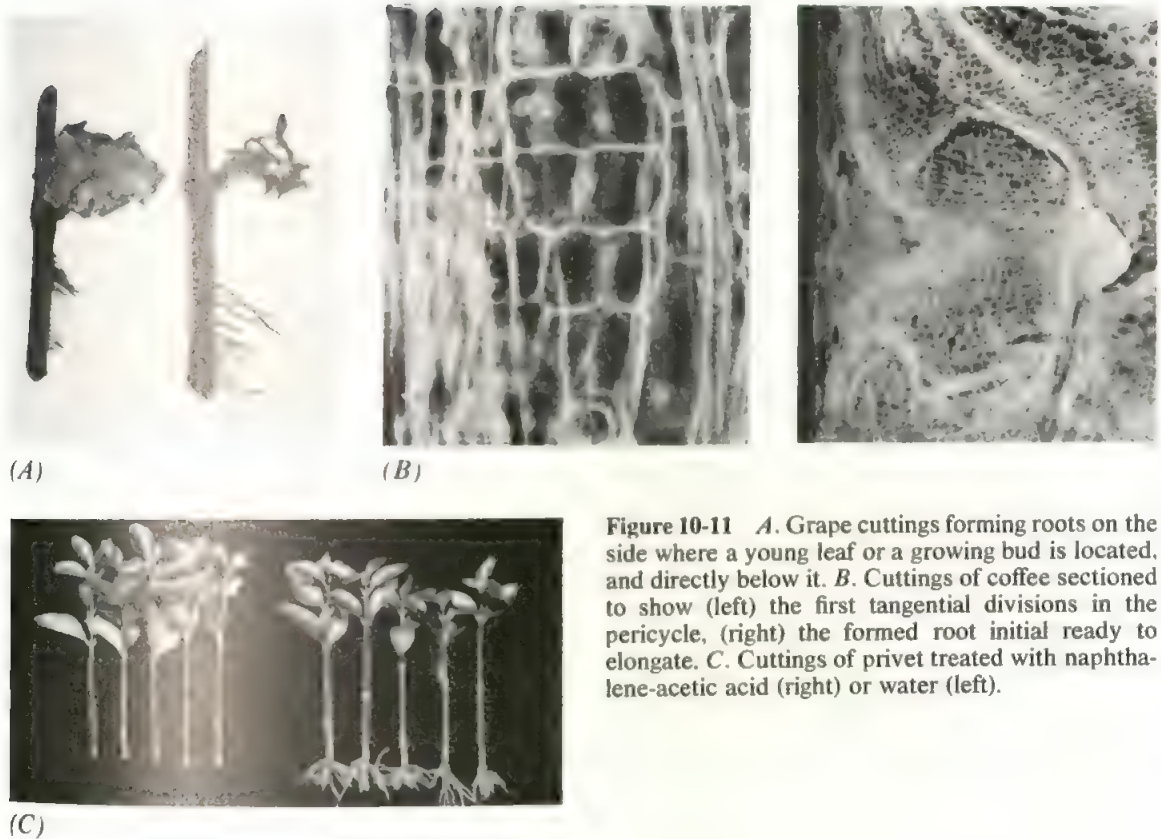 (A)
(B)
Figure 10-11 A. Grape cuttings forming roots on the
side where a young leaf or a growing bud is located,
and directly below it. B. Cuttings of coffee sectioned
to show (left) the first tangential divisions in the
pericycle, (right) the formed root initial ready to
elongate. C. Cuttings of privet treated with naphtha-
lene-acetic acid (right) or water (left).
(C)